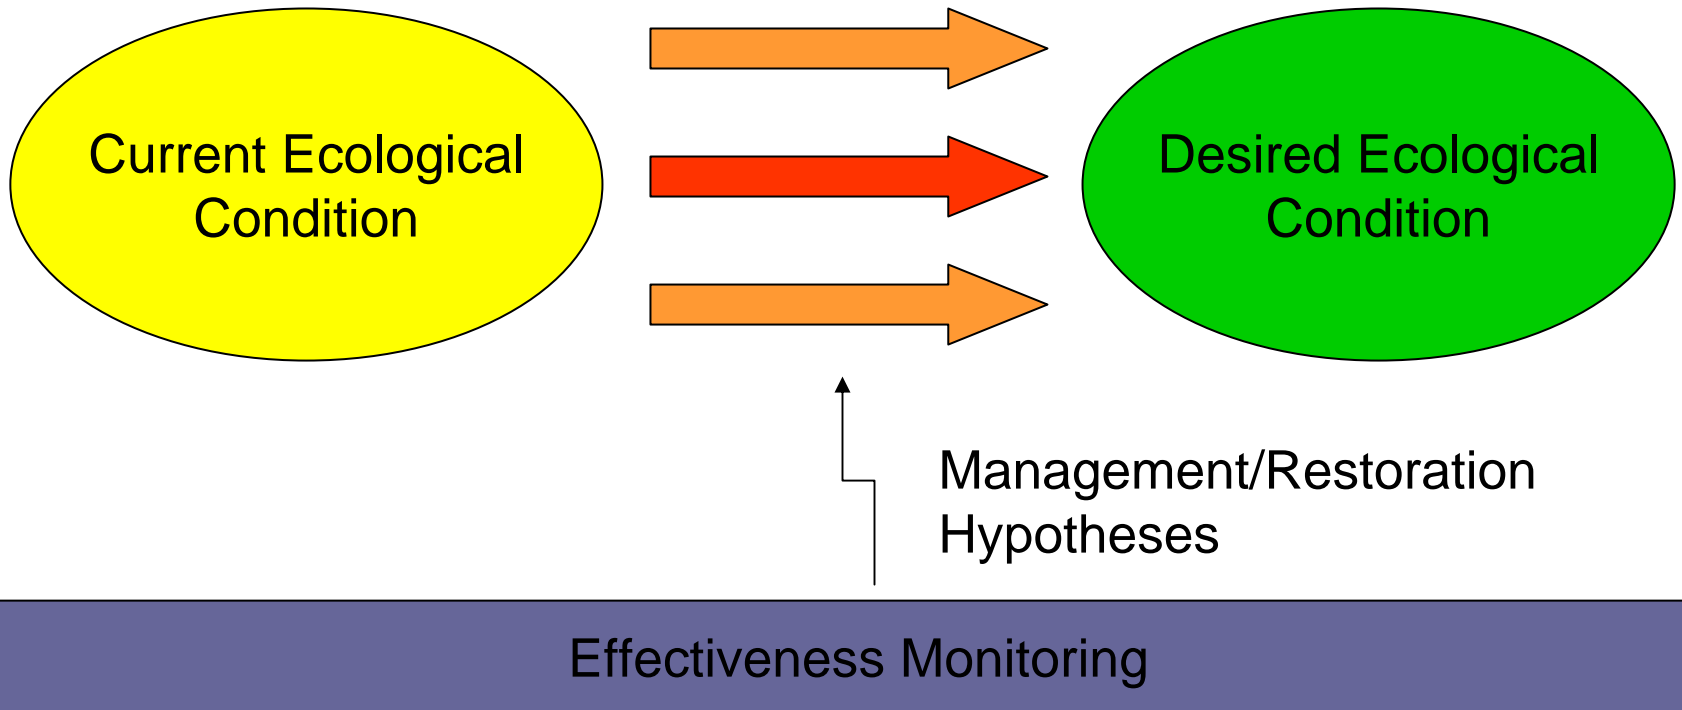 Current Ecological
Condition
Desired Ecological
Condition
Management/Restoration
Hypotheses
Effectiveness Monitoring